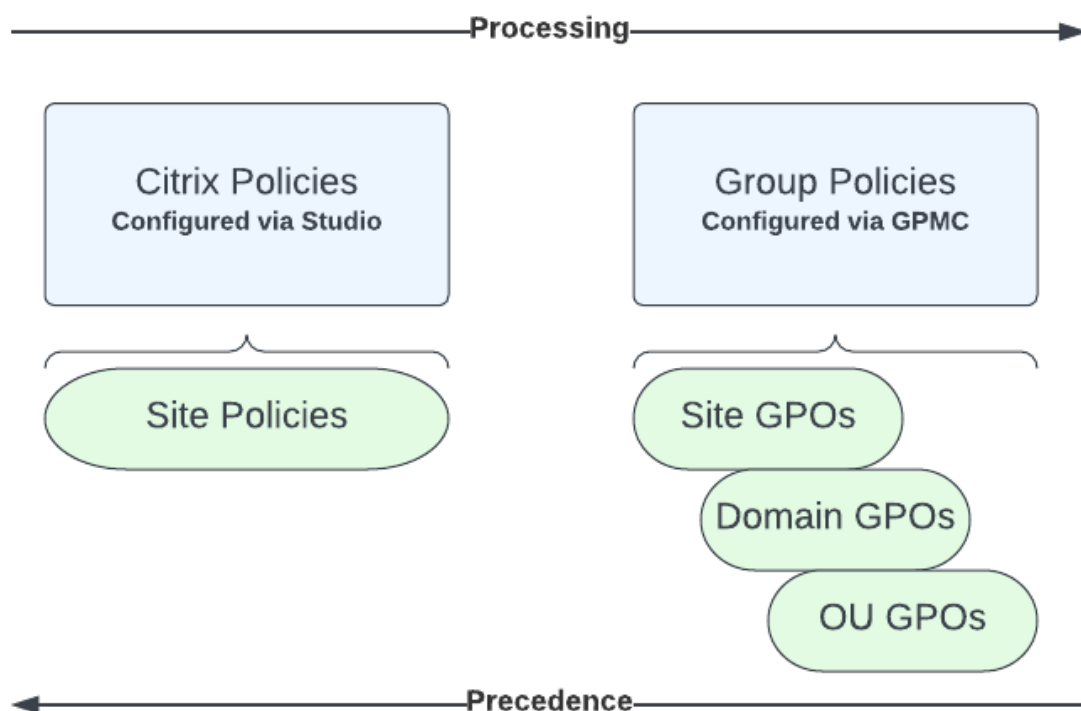 Processing
Citrix Policies
Configured via Studio
Group Policies
Configured via GPMC
Site Policies
Site GPOs
Domain GPOs
OU GPOs
Precedence